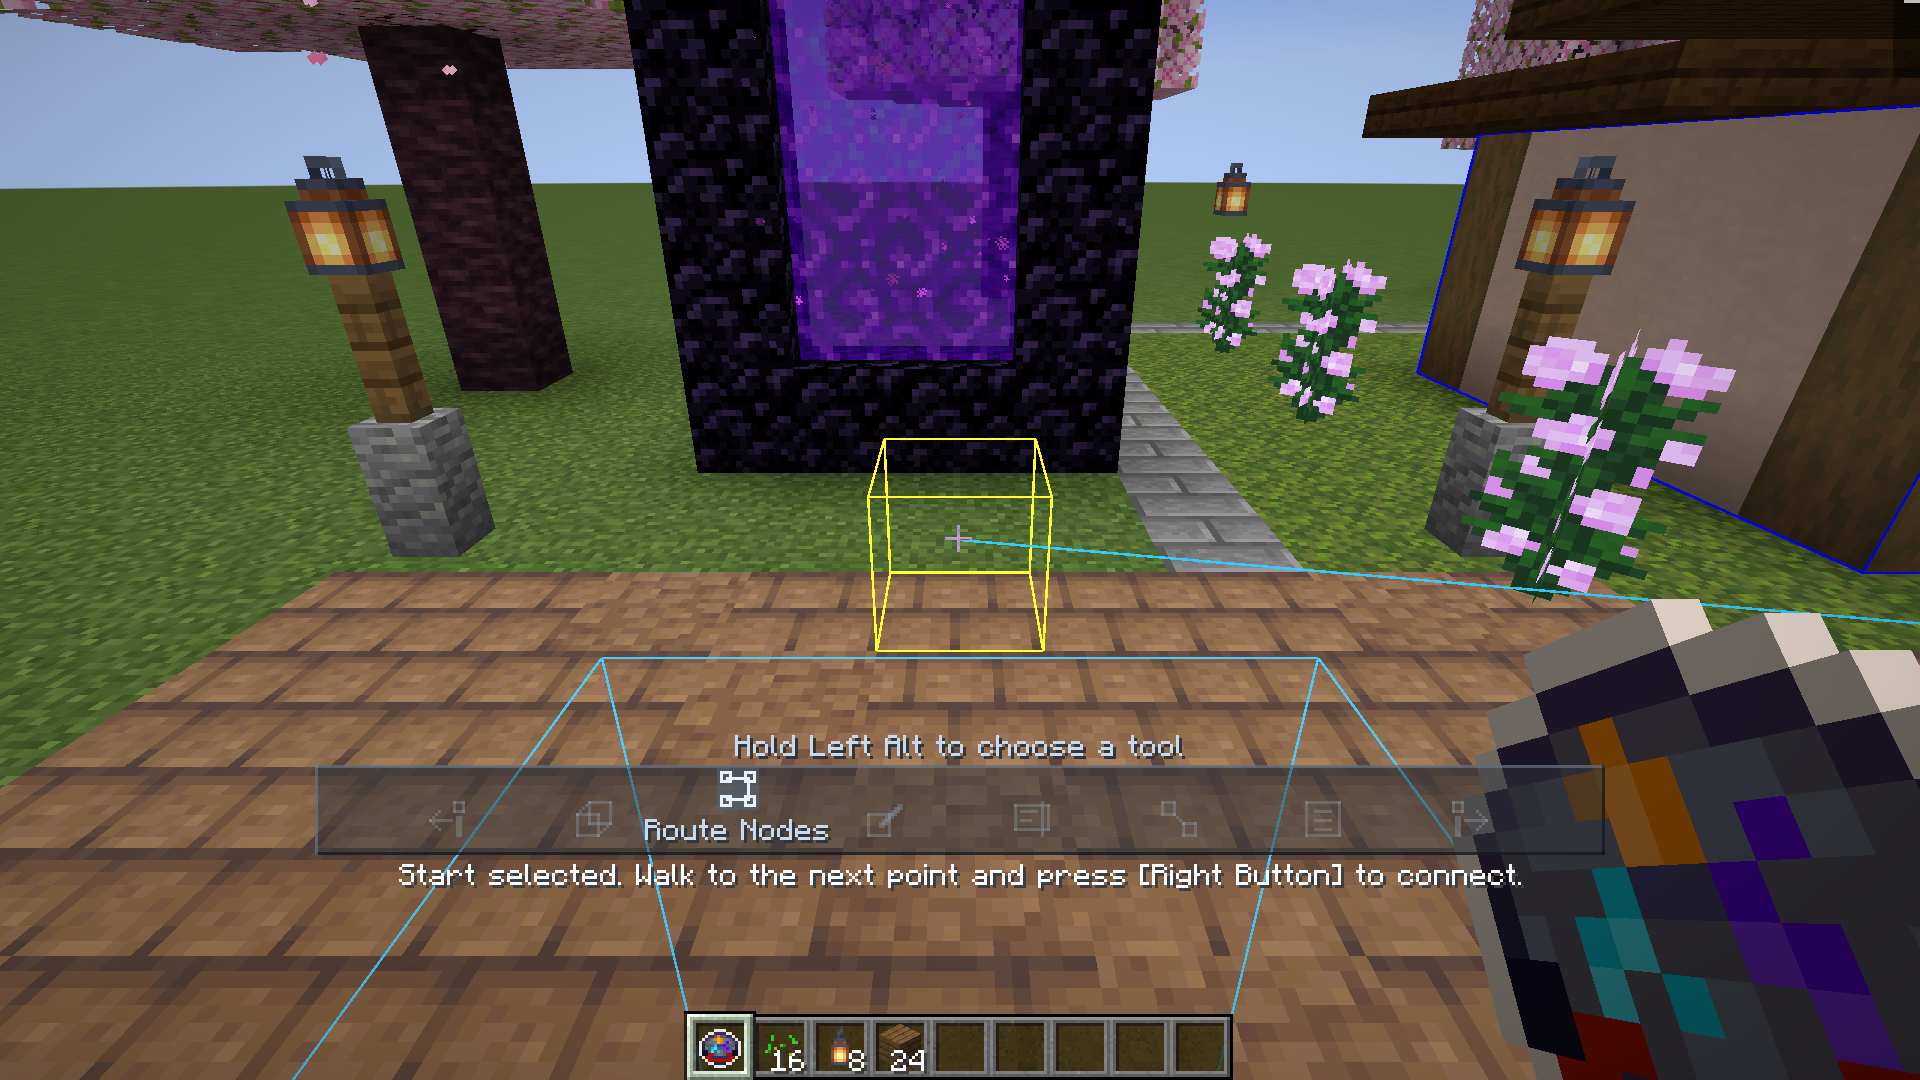 Hold Left Alt to choose a tool
Route Nodes
Start selected. Walk to the next point and press [Right Button] to connect.
16 8 24